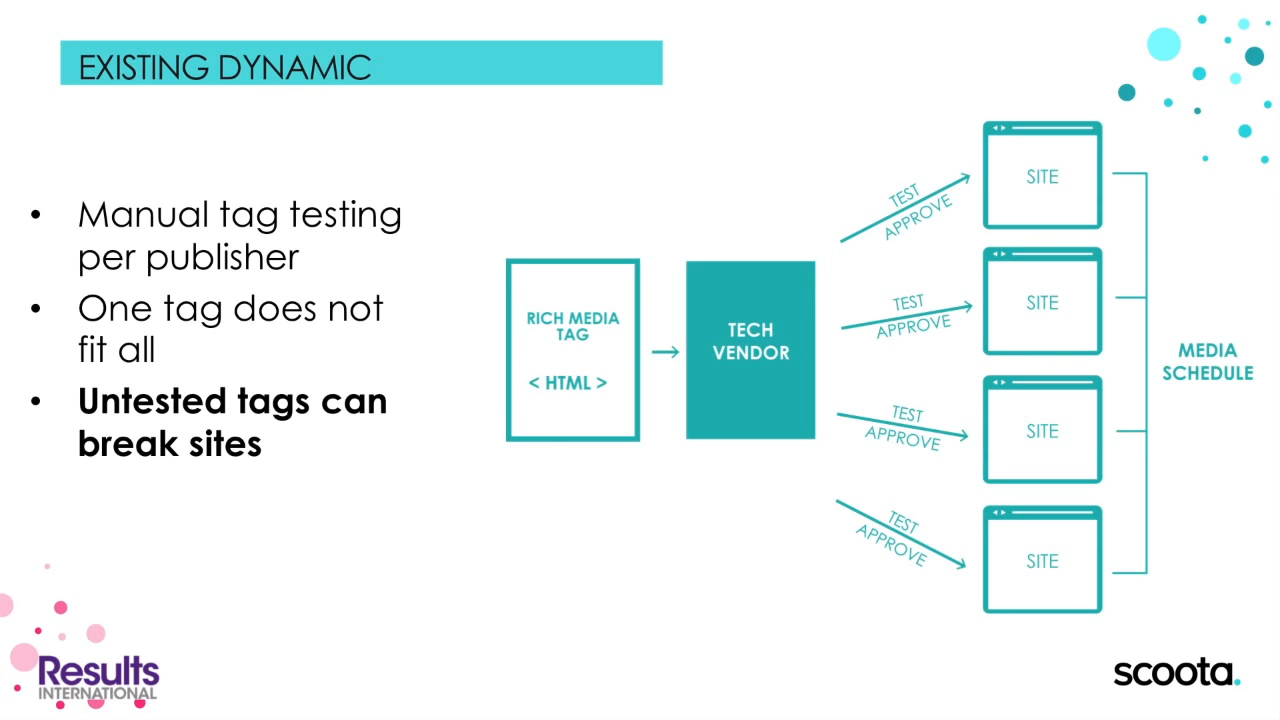 EXISTING DYNAMIC
• Manual tag testing
per publisher
• One tag does not
fit all
• Untested tags can
break sites
RICH MEDIA
TAG
< HTML >
TECH
VENDOR
TEST
APPROVE
SITE
TEST
APPROVE
SITE
TEST
APPROVE
SITE
TEST
APPROVE
SITE
MEDIA
SCHEDULE
Results
INTERNATIONAL
scoota.